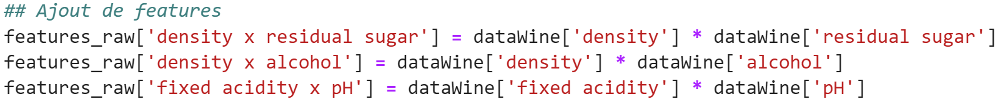 ## Ajout de features
features_raw['density x residual sugar'] = dataWine['density'] * dataWine['residual sugar']
features_raw['density x alcohol'] = dataWine['density'] * dataWine['alcohol']
features_raw['fixed acidity x pH'] = dataWine['fixed acidity'] * dataWine['pH']